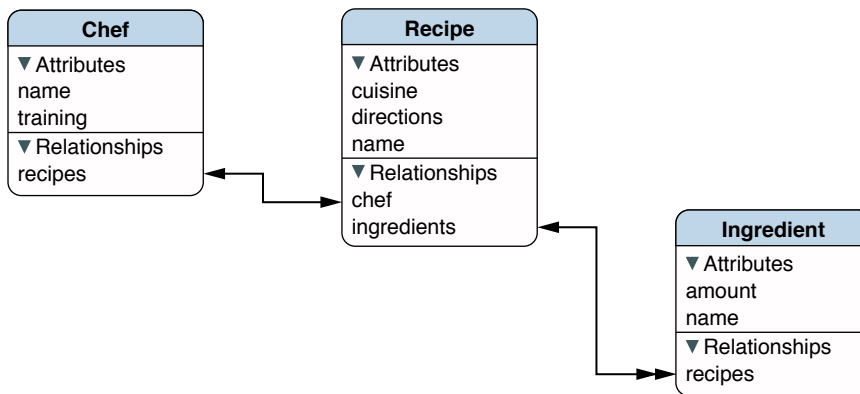 Chef
▼ Attributes
name
training
▼ Relationships
recipes
Recipe
▼ Attributes
cuisine
directions
name
▼ Relationships
chef
ingredients
Ingredient
▼ Attributes
amount
name
▼ Relationships
recipes